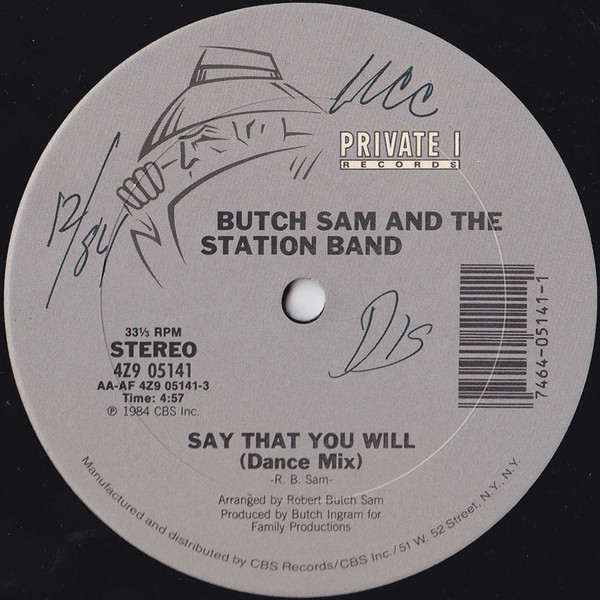 UCC
PRIVATE I
RECORDS
12/84
BUTCH SAM AND THE
STATION BAND
33⅓ RPM
STEREO
4Z9 05141
AA-AF 4Z9 05141-3
Time: 4:57
℗ 1984 CBS Inc.
7464-05141-1
SAY THAT YOU WILL
(Dance Mix)
-R. B. Sam-
Arranged by Robert Butch Sam
Produced by Butch Ingram for
Family Productions
Manufactured and distributed by CBS Records/CBS Inc./51 W. 52 Street, N.Y., N.Y.